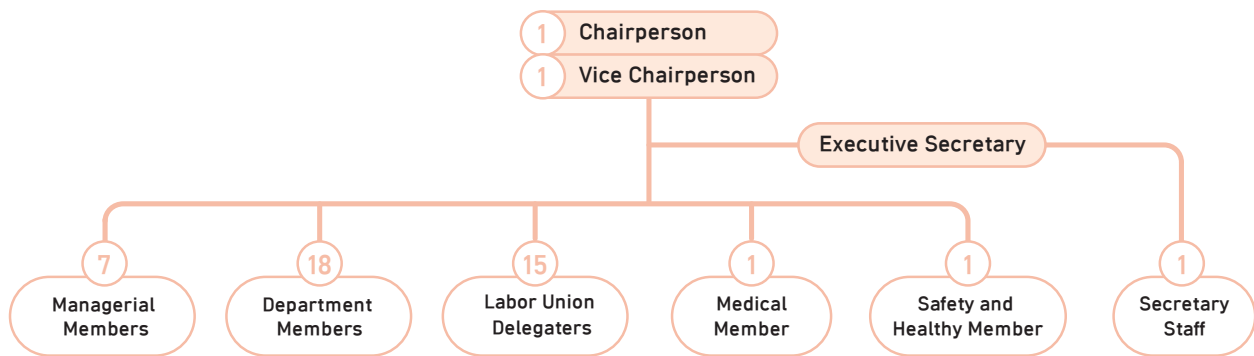 1 Chairperson
1 Vice Chairperson
Executive Secretary
7
Managerial
Members
18
Department
Members
15
Labor Union
Delegaters
1
Medical
Member
1
Safety and
Healthy Member
1
Secretary
Staff